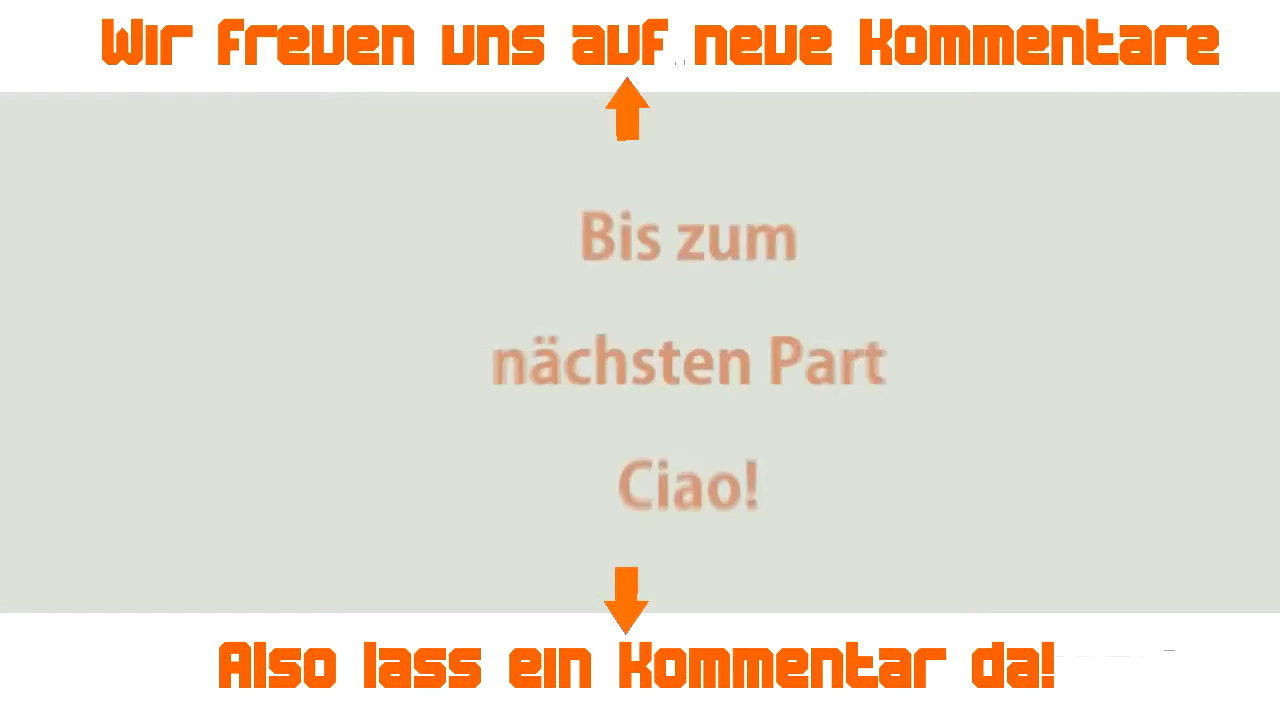 Wir freuen uns auf neue Kommentare
Bis zum
nächsten Part
Ciao!
Also lass ein Kommentar da!